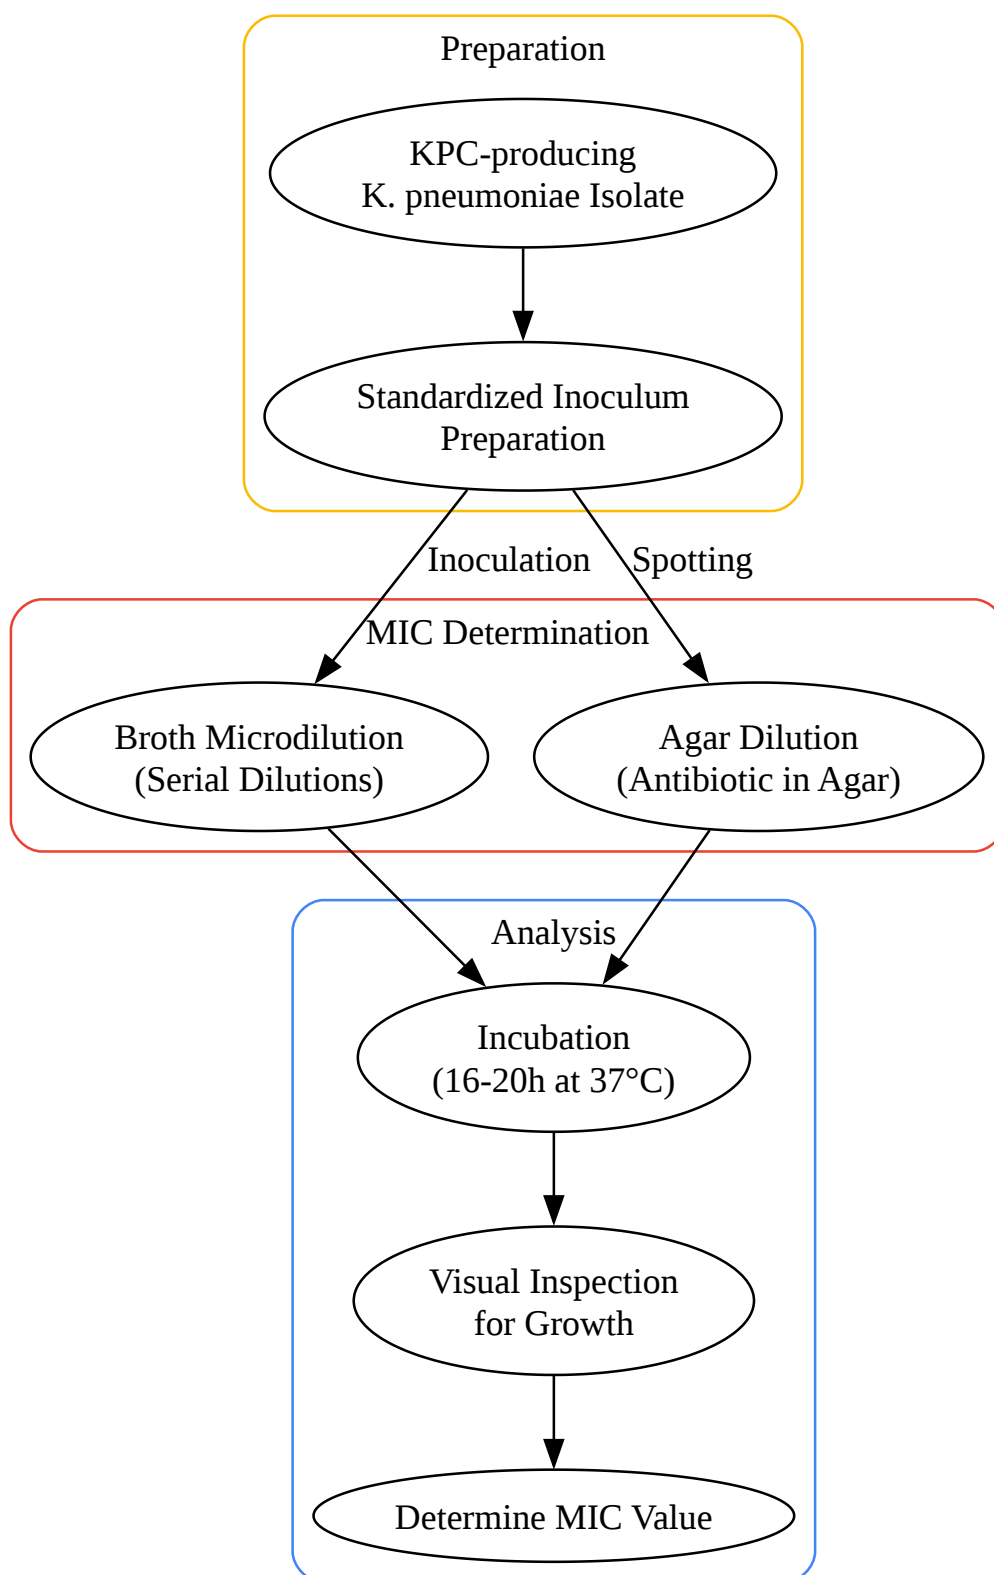 Preparation
KPC-producing
K. pneumoniae Isolate
Standardized Inoculum
Preparation
Inoculation
Spotting
MIC Determination
Broth Microdilution
(Serial Dilutions)
Agar Dilution
(Antibiotic in Agar)
Analysis
Incubation
(16-20h at 37°C)
Visual Inspection
for Growth
Determine MIC Value